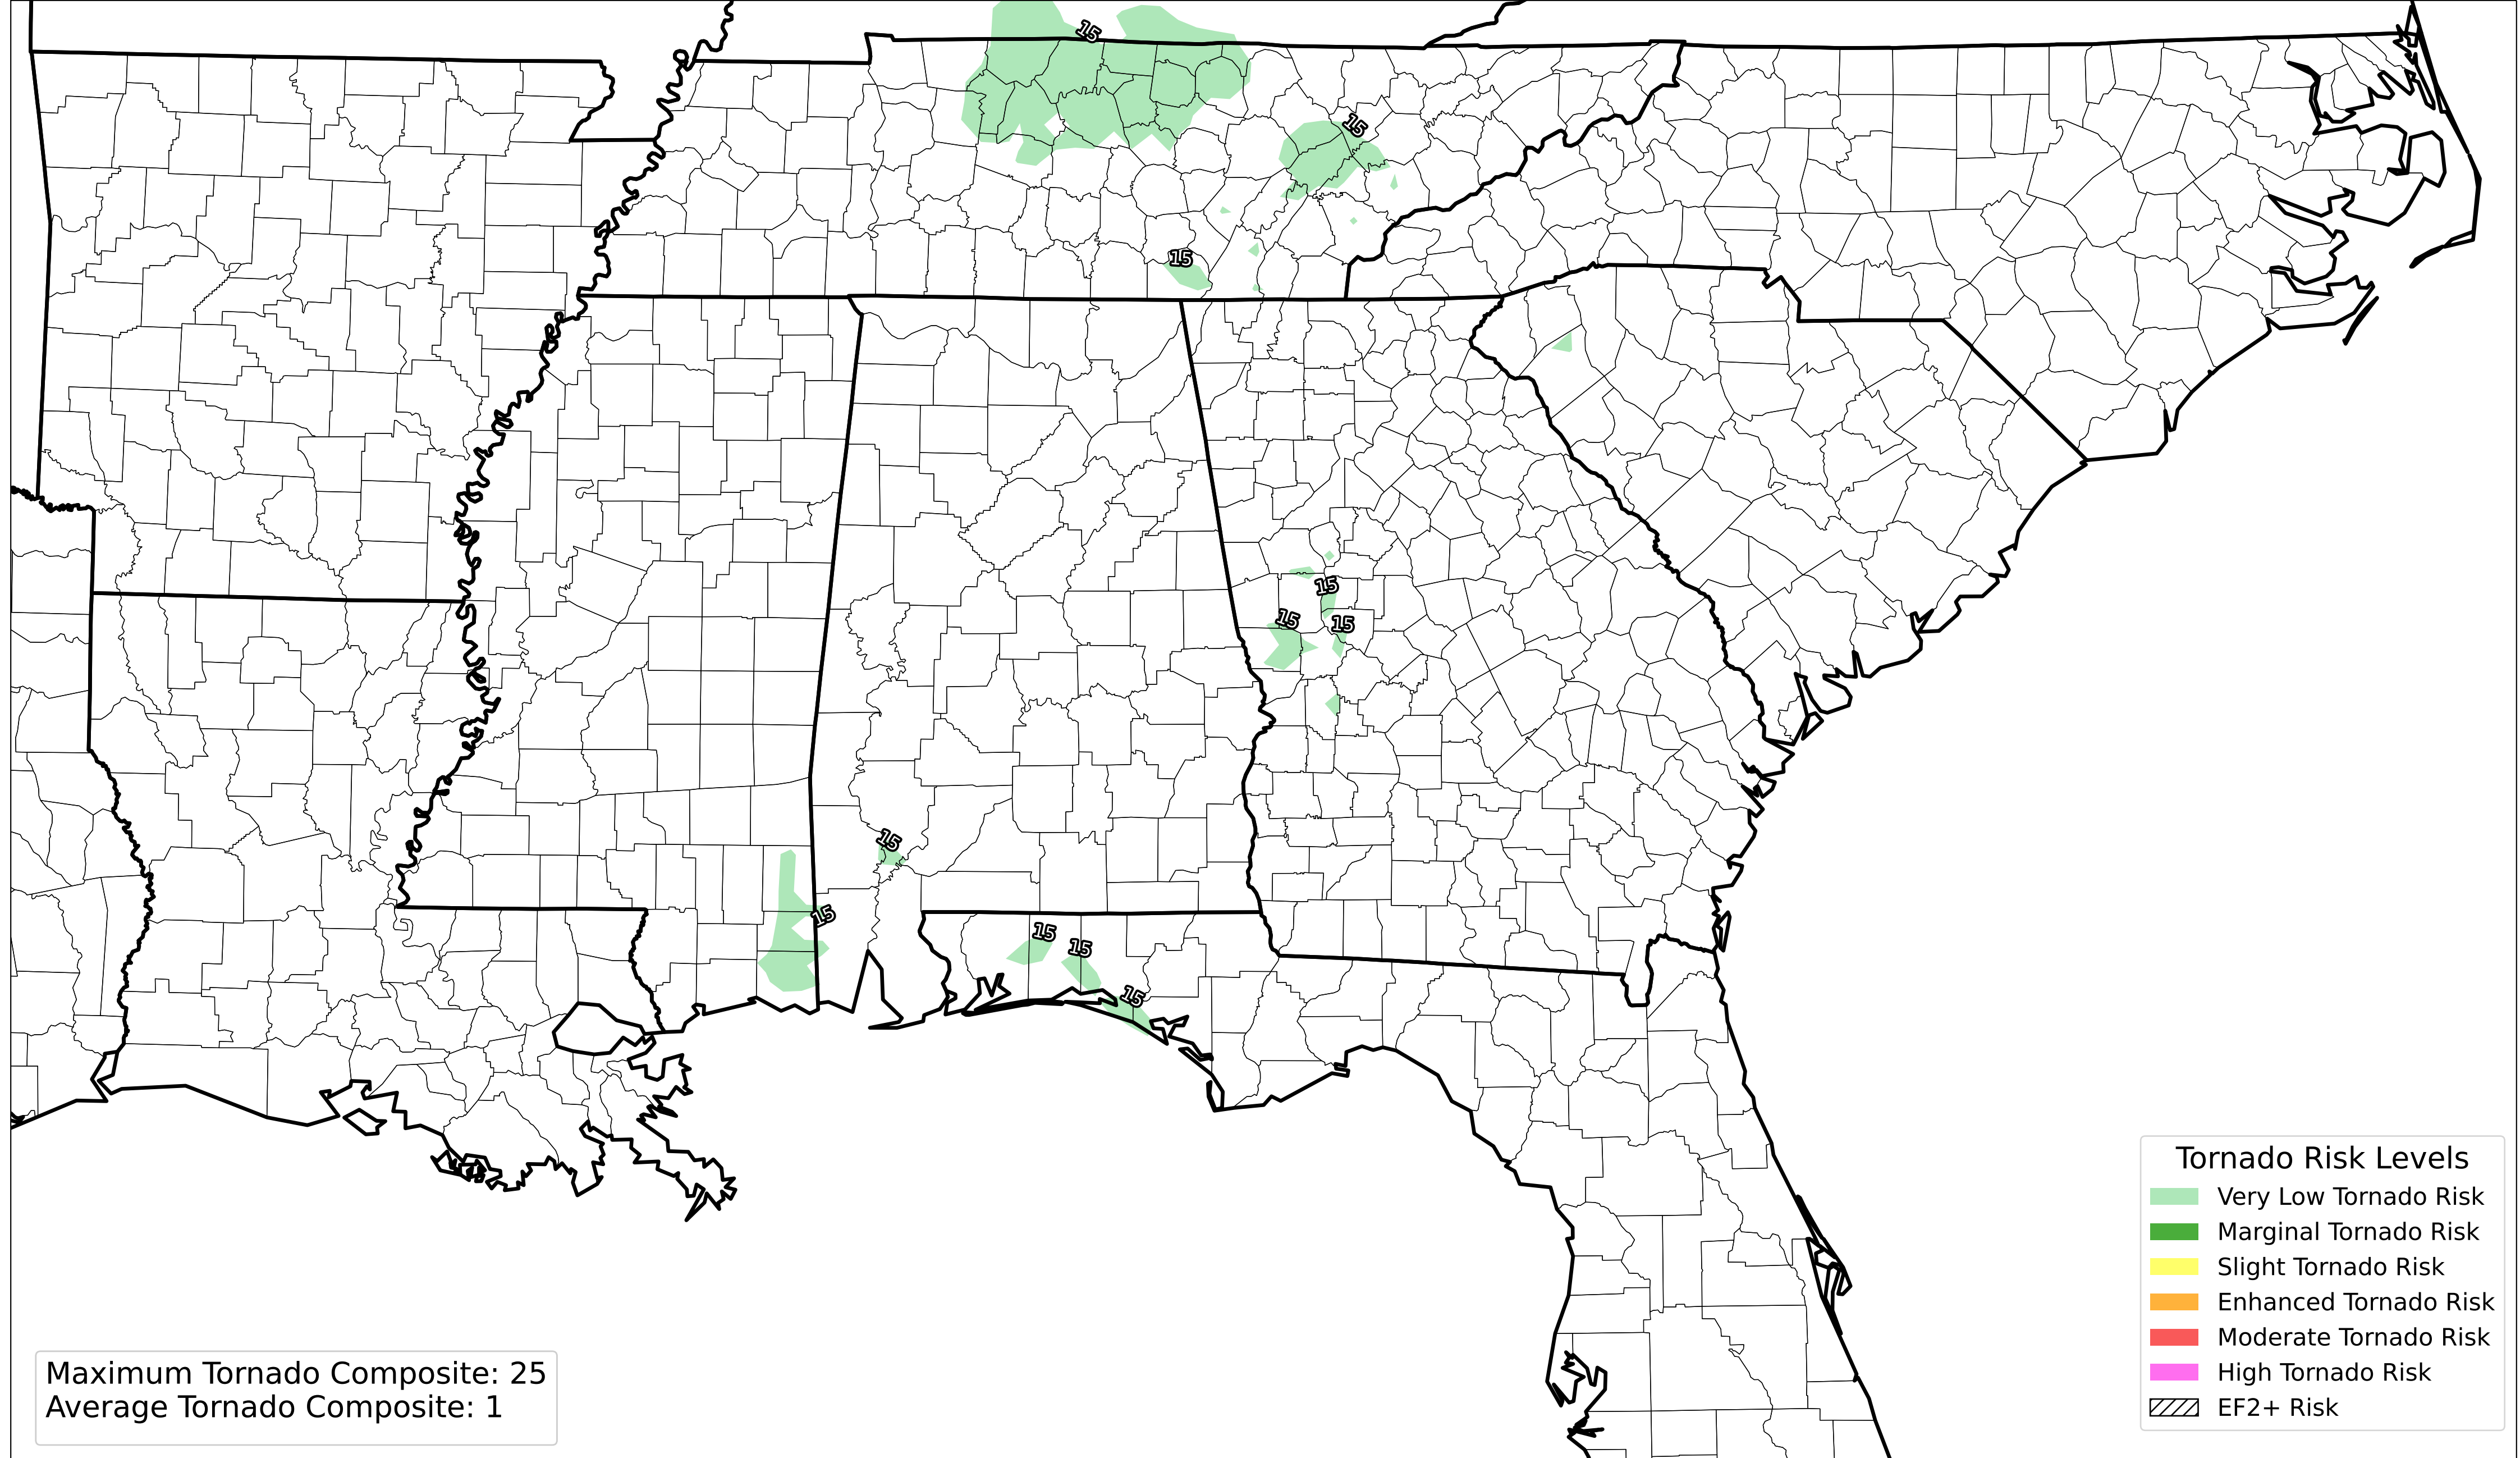 15
15
15
15
15
15
15
15
15
15
15
Tornado Risk Levels
Very Low Tornado Risk
Marginal Tornado Risk
Slight Tornado Risk
Enhanced Tornado Risk
Moderate Tornado Risk
High Tornado Risk
EF2+ Risk
Maximum Tornado Composite: 25
Average Tornado Composite: 1